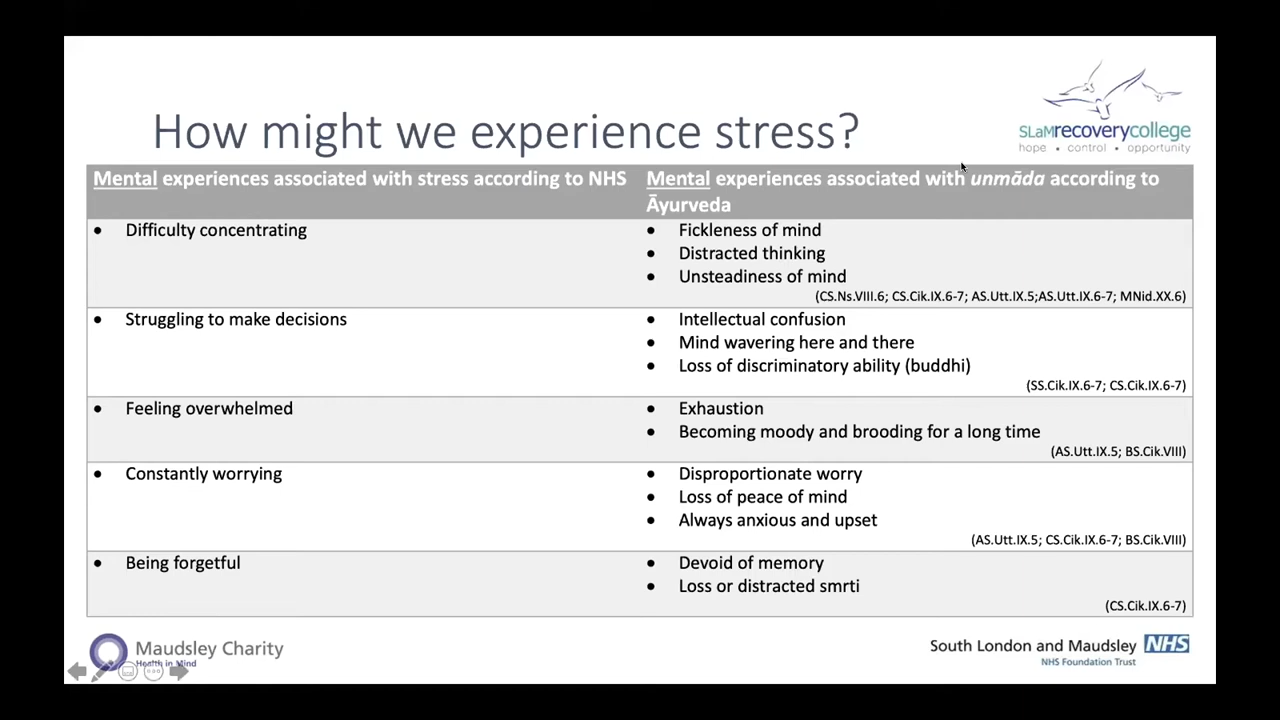 How might we experience stress?
SLaMrecoverycollege
hope • control • opportunity
Mental experiences associated with stress according to NHS
Mental experiences associated with unmāda according to
Āyurveda
• Difficulty concentrating
• Fickleness of mind
• Distracted thinking
• Unsteadiness of mind
(CS.Ns.VIII.6; CS.Cik.IX.6-7; AS.Utt.IX.5;AS.Utt.IX.6-7; MNid.XX.6)
• Struggling to make decisions
• Intellectual confusion
• Mind wavering here and there
• Loss of discriminatory ability (buddhi)
(SS.Cik.IX.6-7; CS.Cik.IX.6-7)
• Feeling overwhelmed
• Exhaustion
• Becoming moody and brooding for a long time
(AS.Utt.IX.5; BS.Cik.VIII)
• Constantly worrying
• Disproportionate worry
• Loss of peace of mind
• Always anxious and upset
(AS.Utt.IX.5; CS.Cik.IX.6-7; BS.Cik.VIII)
• Being forgetful
• Devoid of memory
• Loss or distracted smrti
(CS.Cik.IX.6-7)
Maudsley Charity
Health in Mind
South London and Maudsley NHS
NHS Foundation Trust